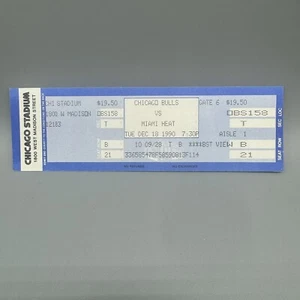 CHICAGO STADIUM
1800 WEST MADISON STREET
CHI STADIUM $19.50 CHICAGO BULLS GATE 6 $19.50
1800 W MADISON DBS158 VS DBS158
T MIAMI HEAT T
TUE DEC 18 1990 7:30P AISLE 1
B B
21 21